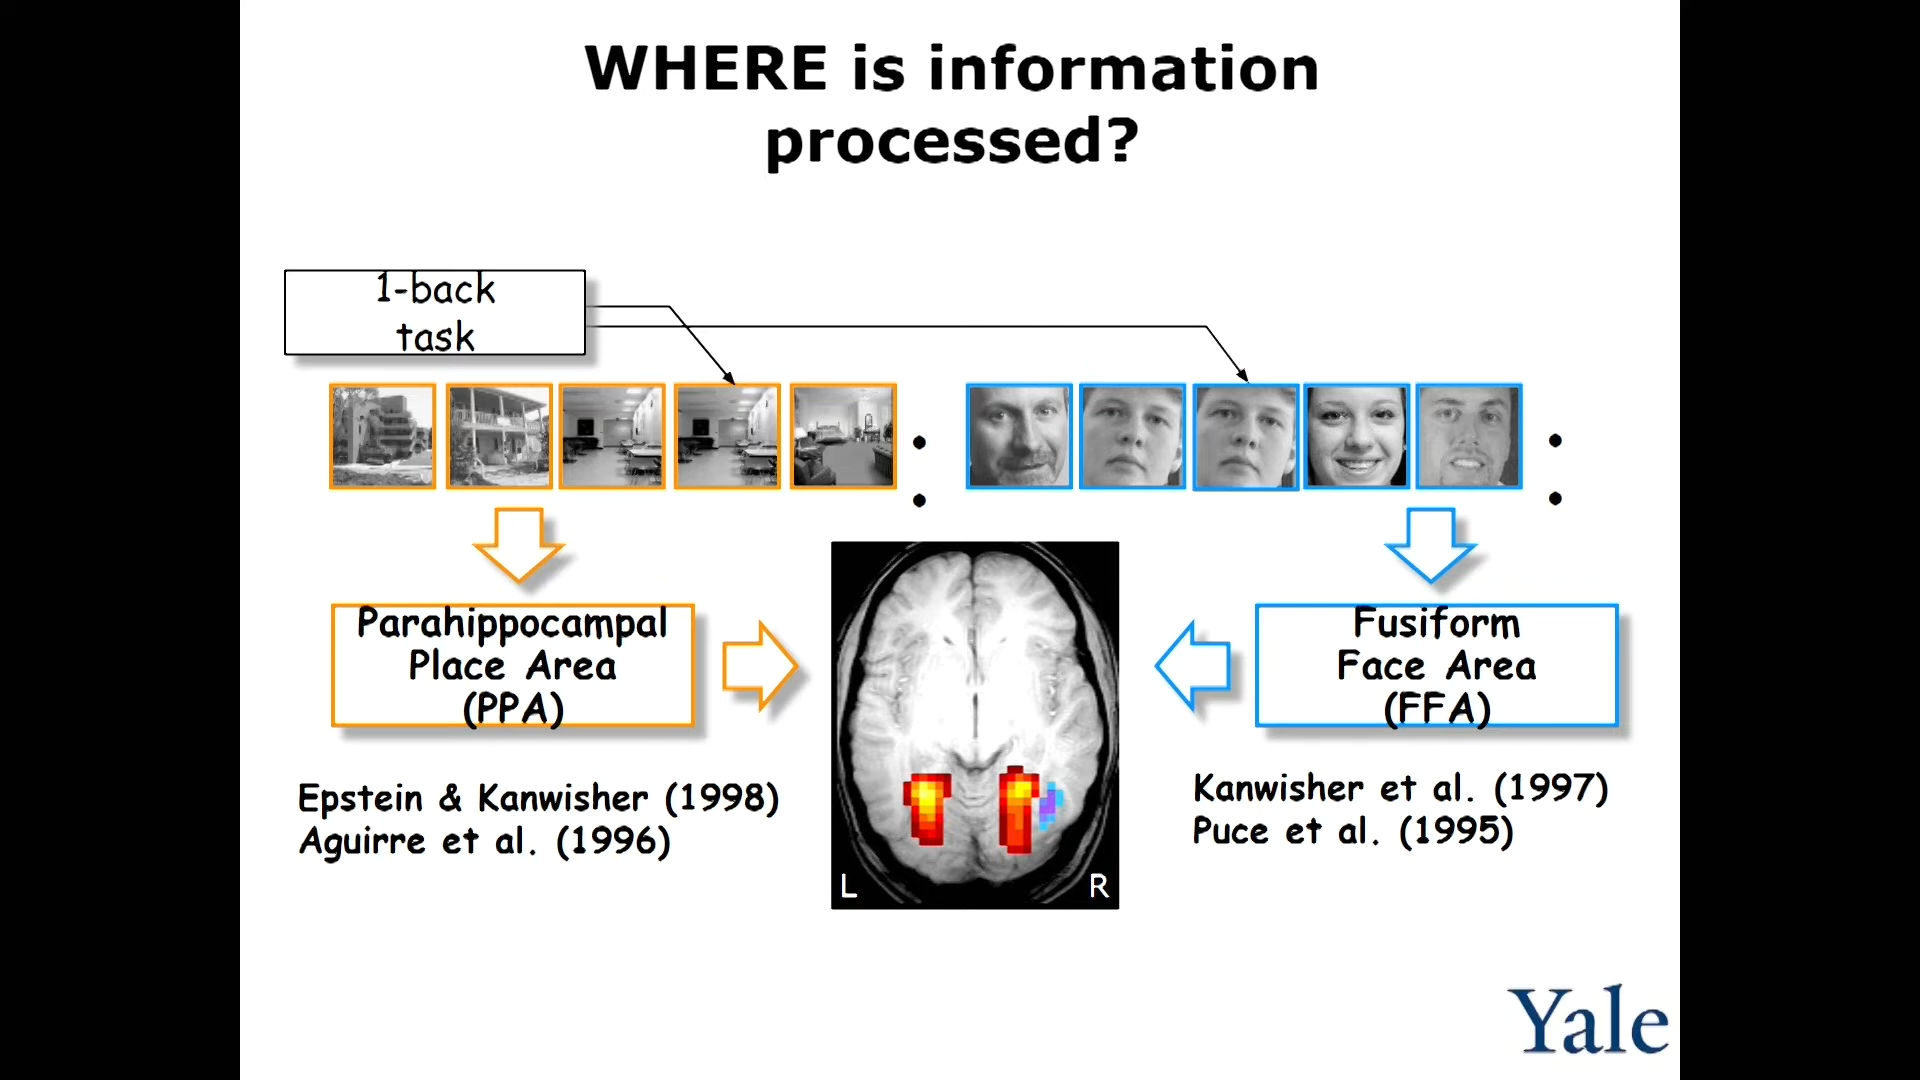 WHERE is information
processed?
1-back
task
Parahippocampal
Place Area
(PPA)
Fusiform
Face Area
(FFA)
Epstein & Kanwisher (1998)
Aguirre et al. (1996)
Kanwisher et al. (1997)
Puce et al. (1995)
L
R
Yale